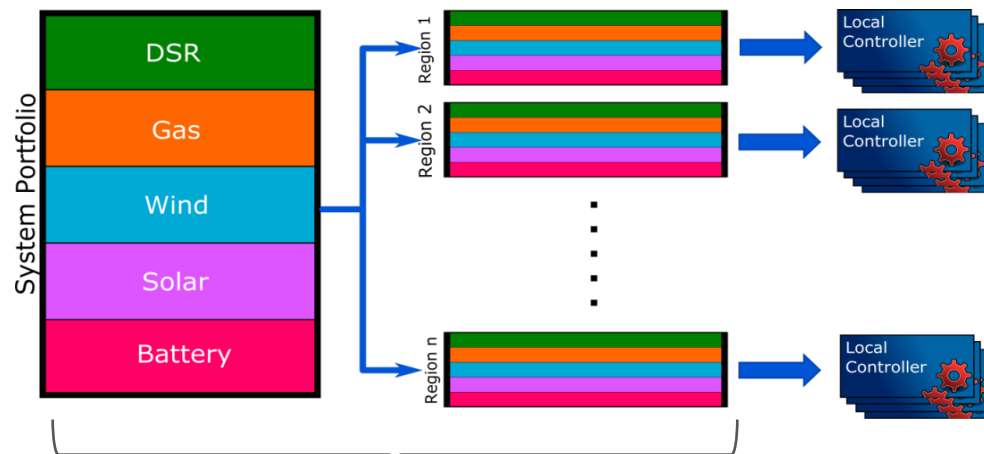 System Portfolio
DSR
Gas
Wind
Solar
Battery
Region 1
Local
Controller
Region 2
Local
Controller
Region n
Local
Controller